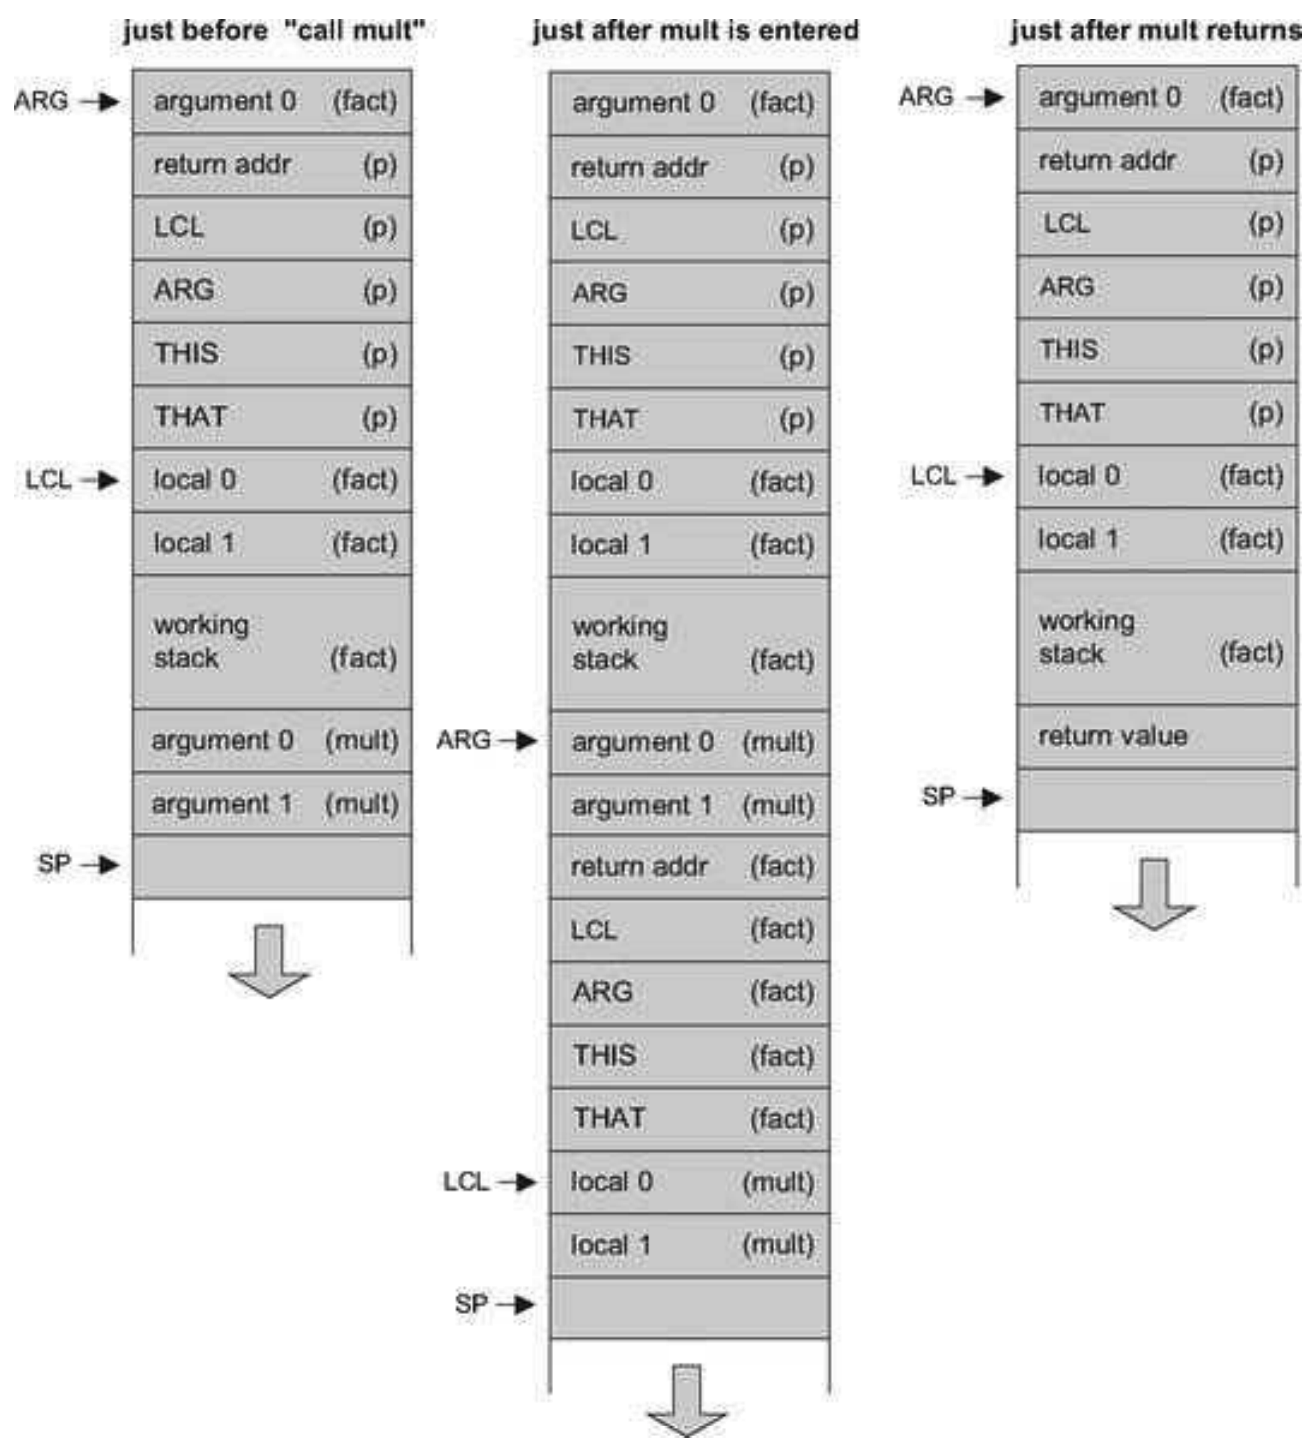 just before "call mult"
ARG argument 0 (fact)
return addr (p)
LCL (p)
ARG (p)
THIS (p)
THAT (p)
LCL local 0 (fact)
local 1 (fact)
working
stack (fact)
argument 0 (mult)
argument 1 (mult)
SP
just after mult is entered
argument 0 (fact)
return addr (p)
LCL (p)
ARG (p)
THIS (p)
THAT (p)
local 0 (fact)
local 1 (fact)
working
stack (fact)
ARG argument 0 (mult)
argument 1 (mult)
return addr (fact)
LCL (fact)
ARG (fact)
THIS (fact)
THAT (fact)
LCL local 0 (mult)
local 1 (mult)
SP
just after mult returns
ARG argument 0 (fact)
return addr (p)
LCL (p)
ARG (p)
THIS (p)
THAT (p)
LCL local 0 (fact)
local 1 (fact)
working
stack (fact)
return value
SP